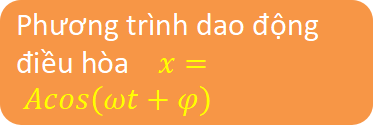 Phương trình dao động
điều hòa x =
Acos(ωt + φ)